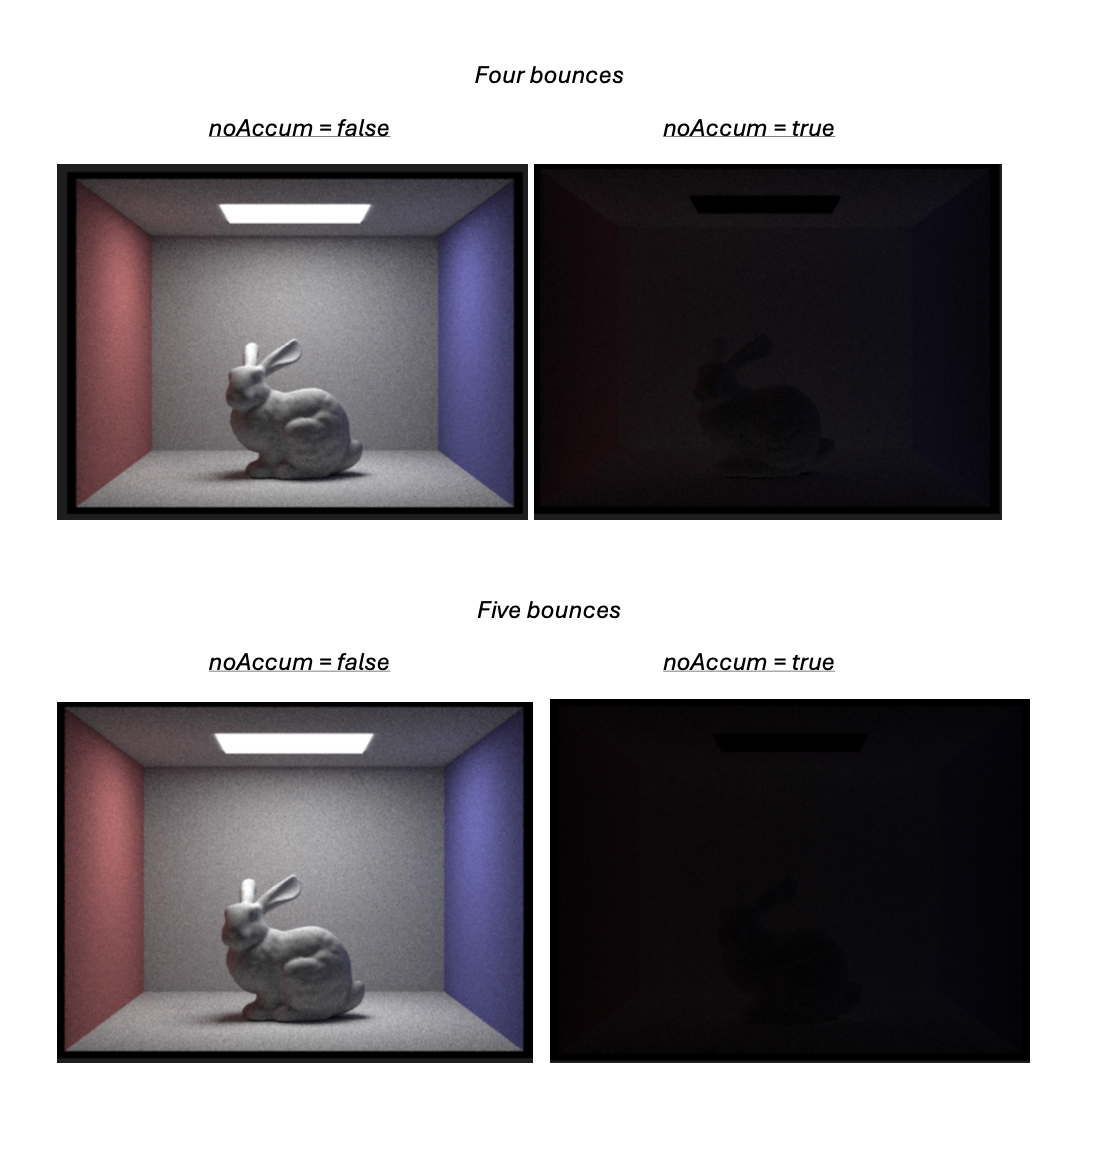 Four bounces
noAccum = false
noAccum = true
Five bounces
noAccum = false
noAccum = true